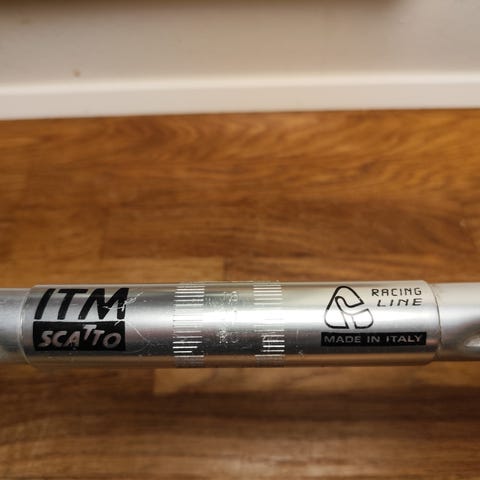 ITM
SCATTO
RACING
LINE
MADE IN ITALY